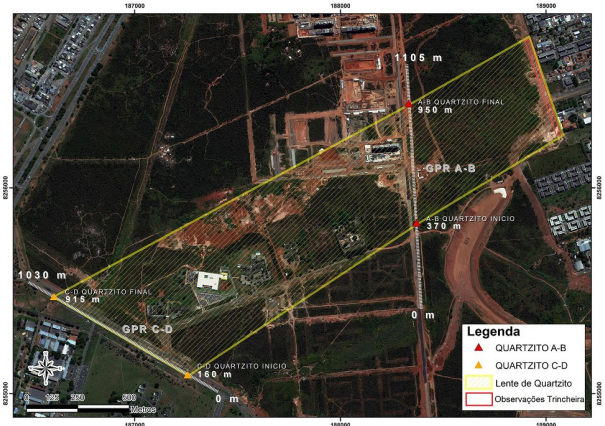 187000
188000
189000
1105 m
A-B QUARTZITO FINAL
950 m
GPR A-B
8256000
A-B QUARTZITO INICIO
370 m
1030 m
C-D QUARTZITO FINAL
915 m
GPR C-D
0 m
C-D QUARTZITO INICIO
160 m
0 m
Legenda
QUARTZITO A-B
QUARTZITO C-D
Lente de Quartzito
Observações Trincheira
0 125 250 500
Metros
8255000
187000
188000
189000